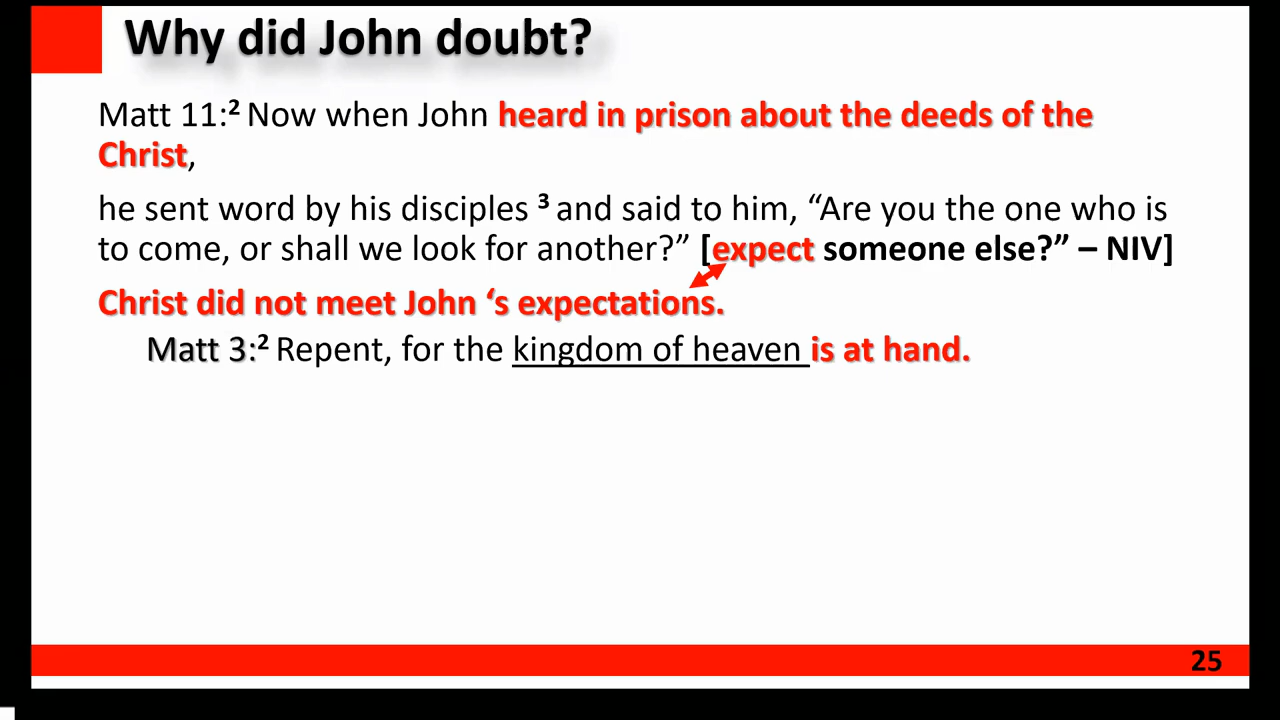 Why did John doubt?
Matt 11:² Now when John heard in prison about the deeds of the
Christ,
he sent word by his disciples ³ and said to him, “Are you the one who is
to come, or shall we look for another?” [expect someone else?” – NIV]
Christ did not meet John ‘s expectations.
Matt 3:² Repent, for the kingdom of heaven is at hand.
25